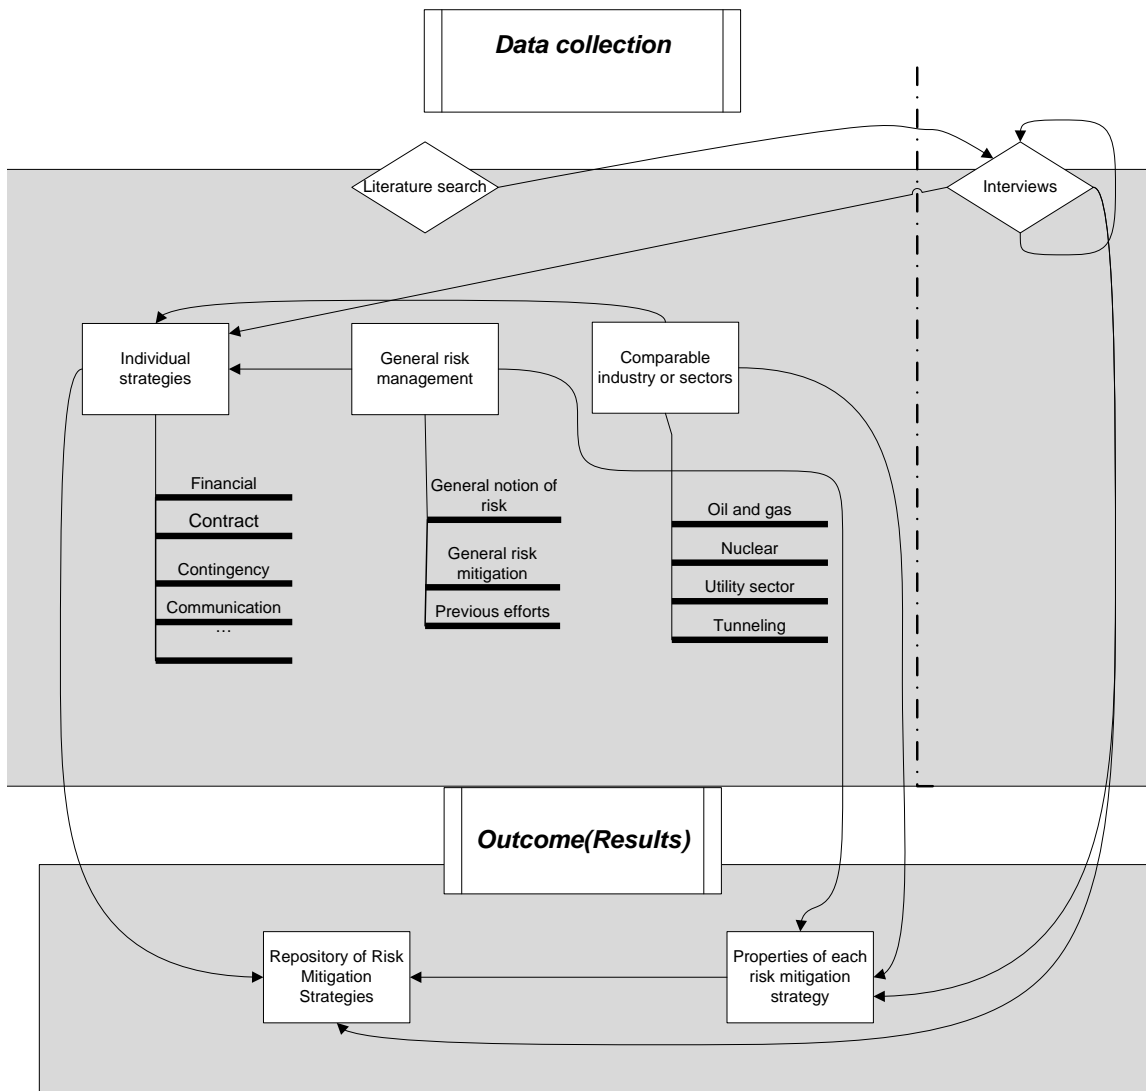 Data collection
Literature search
Interviews
Individual
strategies
General risk
management
Comparable
industry or sectors
Financial
Contract
Contingency
Communication
…
General notion of
risk
General risk
mitigation
Previous efforts
Oil and gas
Nuclear
Utility sector
Tunneling
Outcome(Results)
Repository of Risk
Mitigation
Strategies
Properties of each
risk mitigation
strategy